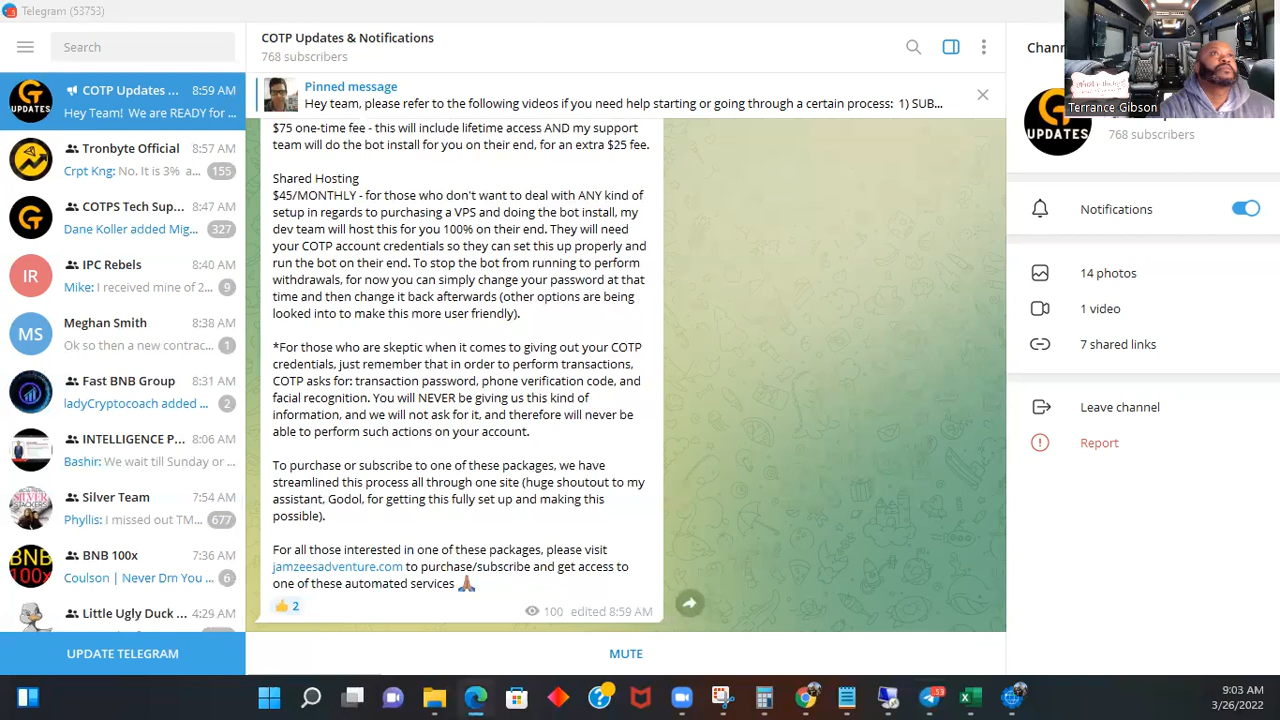 Telegram (53753)
Search
COTP Updates ...
8:59 AM
Hey Team! We are READY for ...
Tronbyte Official
8:57 AM
Crpt Kng: No. It is 3% a...
155
COTPS Tech Sup...
8:47 AM
Dane Koller added Mig...
327
IR
IPC Rebels
8:40 AM
Mike: I received mine of 2...
9
MS
Meghan Smith
8:38 AM
Ok so then a new contrac...
1
Fast BNB Group
8:31 AM
ladyCryptocoach added ...
2
INTELLIGENCE P...
8:06 AM
Bashir: We wait till Sunday or ...
Silver Team
7:54 AM
Phyllis: I missed out TM...
677
BNB 100x
7:36 AM
Coulson | Never Dm You ...
6
Little Ugly Duck ...
4:29 AM
UPDATE TELEGRAM
COTP Updates & Notifications
768 subscribers
Pinned message
Hey team, please refer to the following videos if you need help starting or going through a certain process: 1) SUB...
$75 one-time fee - this will include lifetime access AND my support
team will do the bot install for you on their end, for an extra $25 fee.
Shared Hosting
$45/MONTHLY - for those who don't want to deal with ANY kind of
setup in regards to purchasing a VPS and doing the bot install, my
dev team will host this for you 100% on their end. They will need
your COTP account credentials so they can set this up properly and
run the bot on their end. To stop the bot from running to perform
withdrawals, for now you can simply change your password at that
time and then change it back afterwards (other options are being
looked into to make this more user friendly).
*For those who are skeptic when it comes to giving out your COTP
credentials, just remember that in order to perform transactions,
COTP asks for: transaction password, phone verification code, and
facial recognition. You will NEVER be giving us this kind of
information, and we will not ask for it, and therefore will never be
able to perform such actions on your account.
To purchase or subscribe to one of these packages, we have
streamlined this process all through one site (huge shoutout to my
assistant, Godol, for getting this fully set up and making this
possible).
For all those interested in one of these packages, please visit
jamzeesadventure.com to purchase/subscribe and get access to
one of these automated services 🙏🏽
👍 2
100 edited 8:59 AM
MUTE
Chann
Terrance Gibson
G
UPDATES
768 subscribers
Notifications
14 photos
1 video
7 shared links
Leave channel
Report
53
9:03 AM
3/26/2022